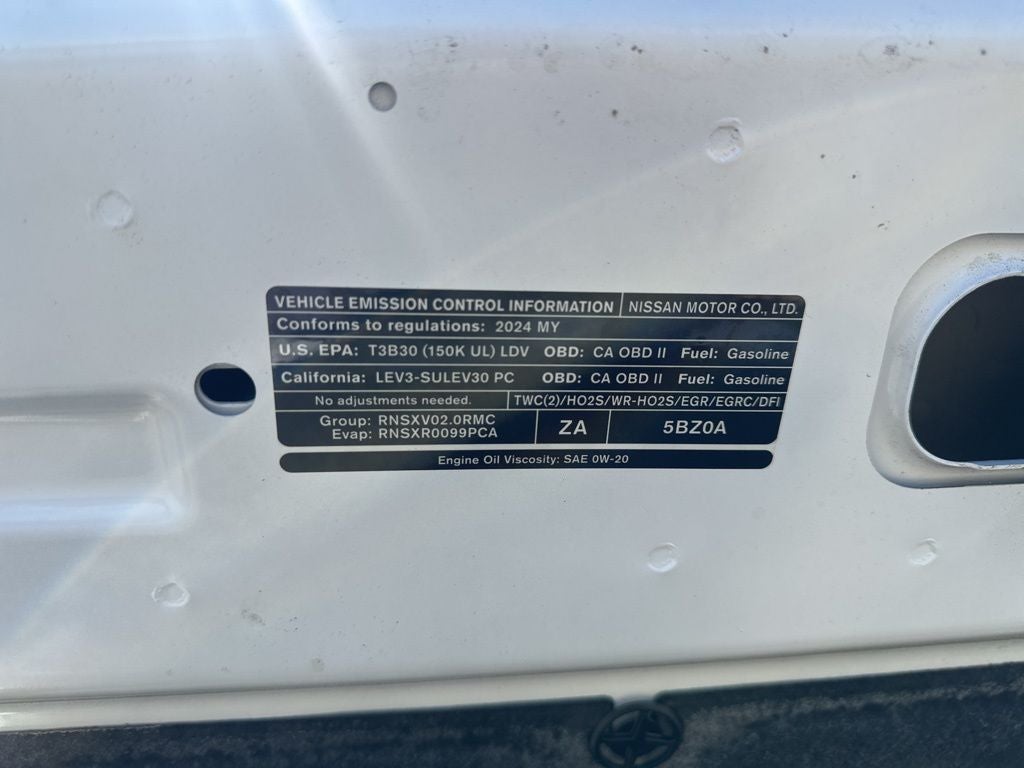 VEHICLE EMISSION CONTROL INFORMATION NISSAN MOTOR CO., LTD.
Conforms to regulations: 2024 MY
U.S. EPA: T3B30 (150K UL) LDV OBD: CA OBD II Fuel: Gasoline
California: LEV3-SULEV30 PC OBD: CA OBD II Fuel: Gasoline
No adjustments needed. TWC(2)/HO2S/WR-HO2S/EGR/EGRC/DFI
Group: RNSXV02.0RMC
Evap: RNSXR0099PCA
ZA
5BZ0A
Engine Oil Viscosity: SAE 0W-20